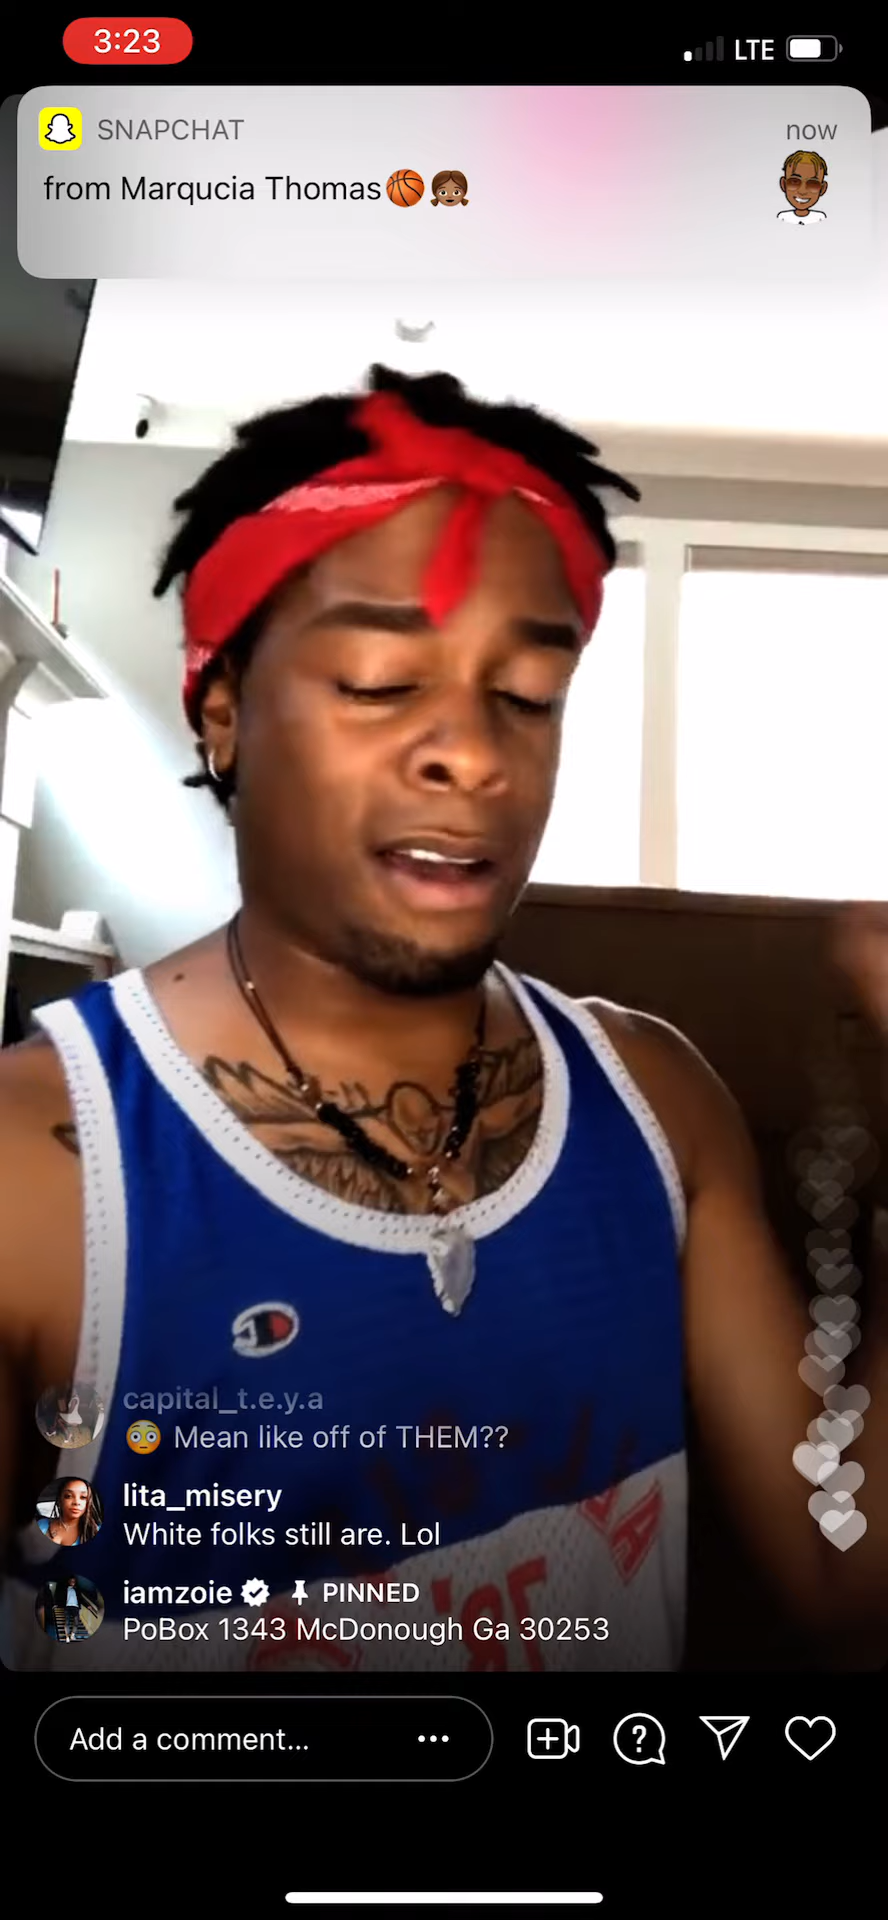 3:23
LTE
SNAPCHAT
now
from Marqucia Thomas🏀👧🏽
capital_t.e.y.a
😳 Mean like off of THEM??
lita_misery
White folks still are. Lol
iamzoie PINNED
PoBox 1343 McDonough Ga 30253
Add a comment...